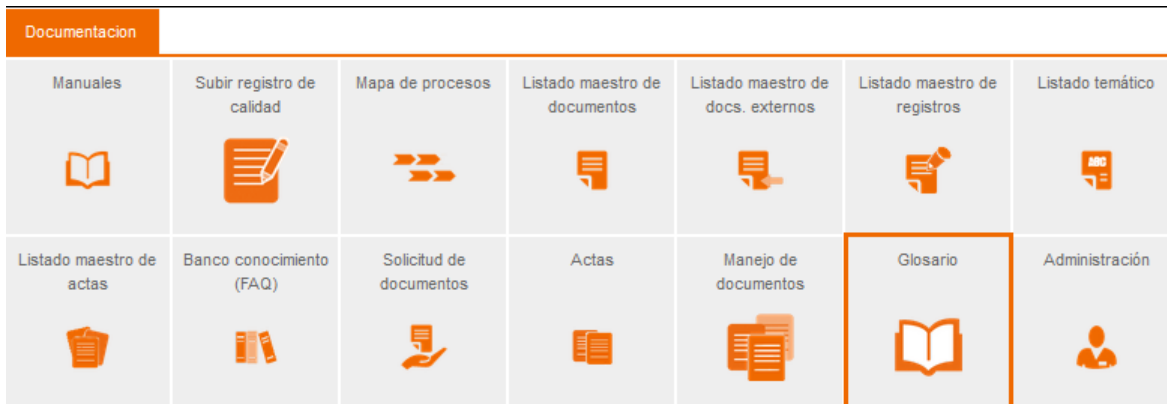 Documentacion
Manuales
Subir registro de
calidad
Mapa de procesos
Listado maestro de
documentos
Listado maestro de
docs. externos
Listado maestro de
registros
Listado temático
ABC
Listado maestro de
actas
Banco conocimiento
(FAQ)
Solicitud de
documentos
Actas
Manejo de
documentos
Glosario
Administración